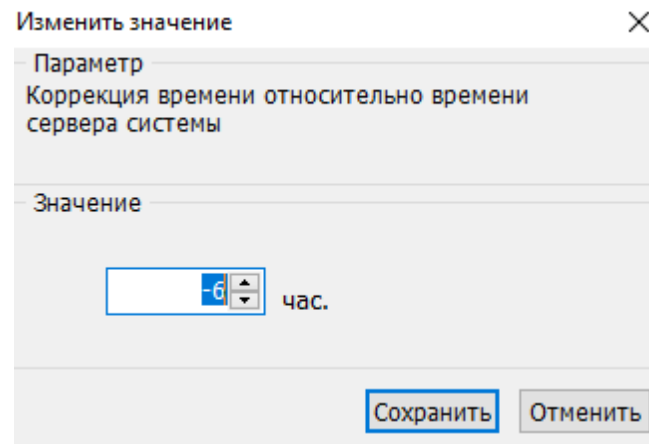 Изменить значение
Параметр
Коррекция времени относительно времени
сервера системы
Значение
-6 час.
Сохранить Отменить